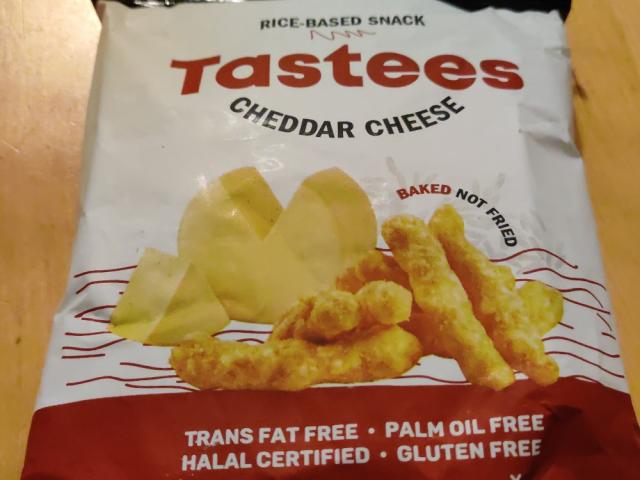 RICE-BASED SNACK
Tastees
CHEDDAR CHEESE
BAKED NOT FRIED
TRANS FAT FREE • PALM OIL FREE
HALAL CERTIFIED • GLUTEN FREE